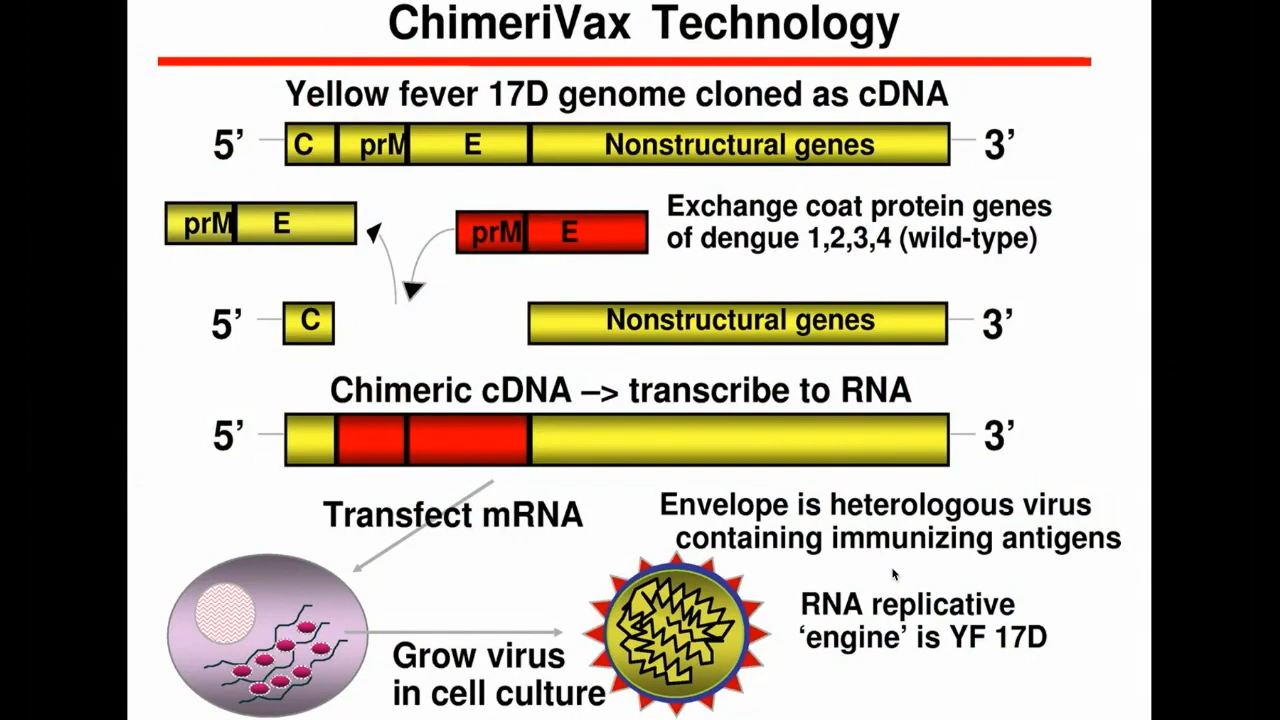 ChimeriVax Technology
Yellow fever 17D genome cloned as cDNA
5’ C prM E Nonstructural genes 3’
prM E
prM E
Exchange coat protein genes
of dengue 1,2,3,4 (wild-type)
5’ C Nonstructural genes 3’
Chimeric cDNA –> transcribe to RNA
5’ 3’
Transfect mRNA
Envelope is heterologous virus
containing immunizing antigens
RNA replicative
‘engine’ is YF 17D
Grow virus
in cell culture